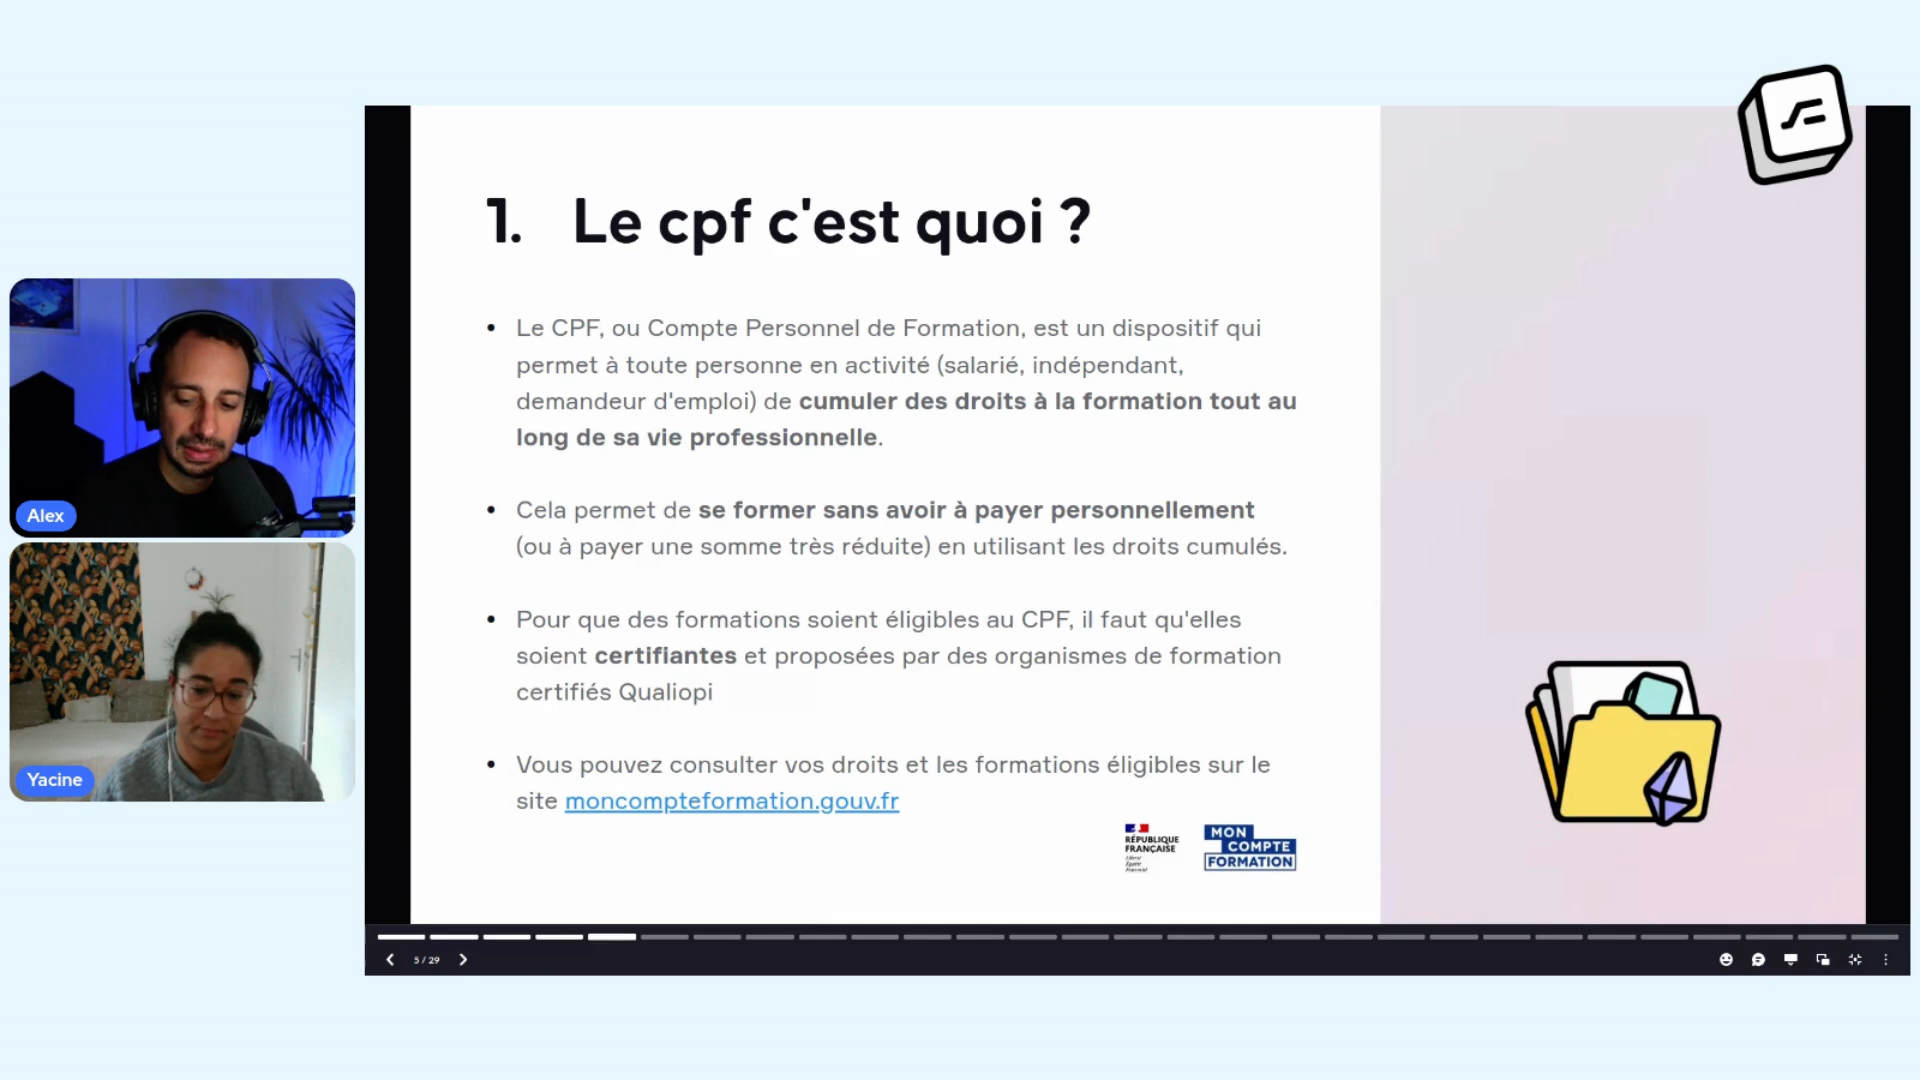 1. Le cpf c'est quoi ?
• Le CPF, ou Compte Personnel de Formation, est un dispositif qui
permet à toute personne en activité (salarié, indépendant,
demandeur d'emploi) de cumuler des droits à la formation tout au
long de sa vie professionnelle.
• Cela permet de se former sans avoir à payer personnellement
(ou à payer une somme très réduite) en utilisant les droits cumulés.
• Pour que des formations soient éligibles au CPF, il faut qu'elles
soient certifiantes et proposées par des organismes de formation
certifiés Qualiopi
• Vous pouvez consulter vos droits et les formations éligibles sur le
site moncompteformation.gouv.fr
RÉPUBLIQUE
FRANÇAISE
Liberté
Égalité
Fraternité
MON
COMPTE
FORMATION
Alex
Yacine
5 / 29